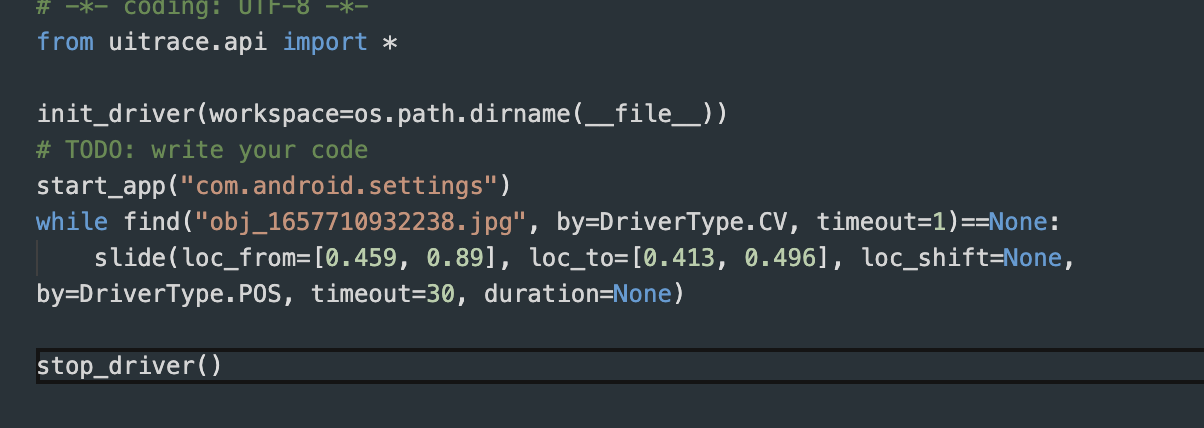 # -*- coding: UTF-8 -*-
from uitrace.api import *
init_driver(workspace=os.path.dirname(__file__))
# TODO: write your code
start_app("com.android.settings")
while find("obj_1657710932238.jpg", by=DriverType.CV, timeout=1)==None:
    slide(loc_from=[0.459, 0.89], loc_to=[0.413, 0.496], loc_shift=None,
by=DriverType.POS, timeout=30, duration=None)
stop_driver()